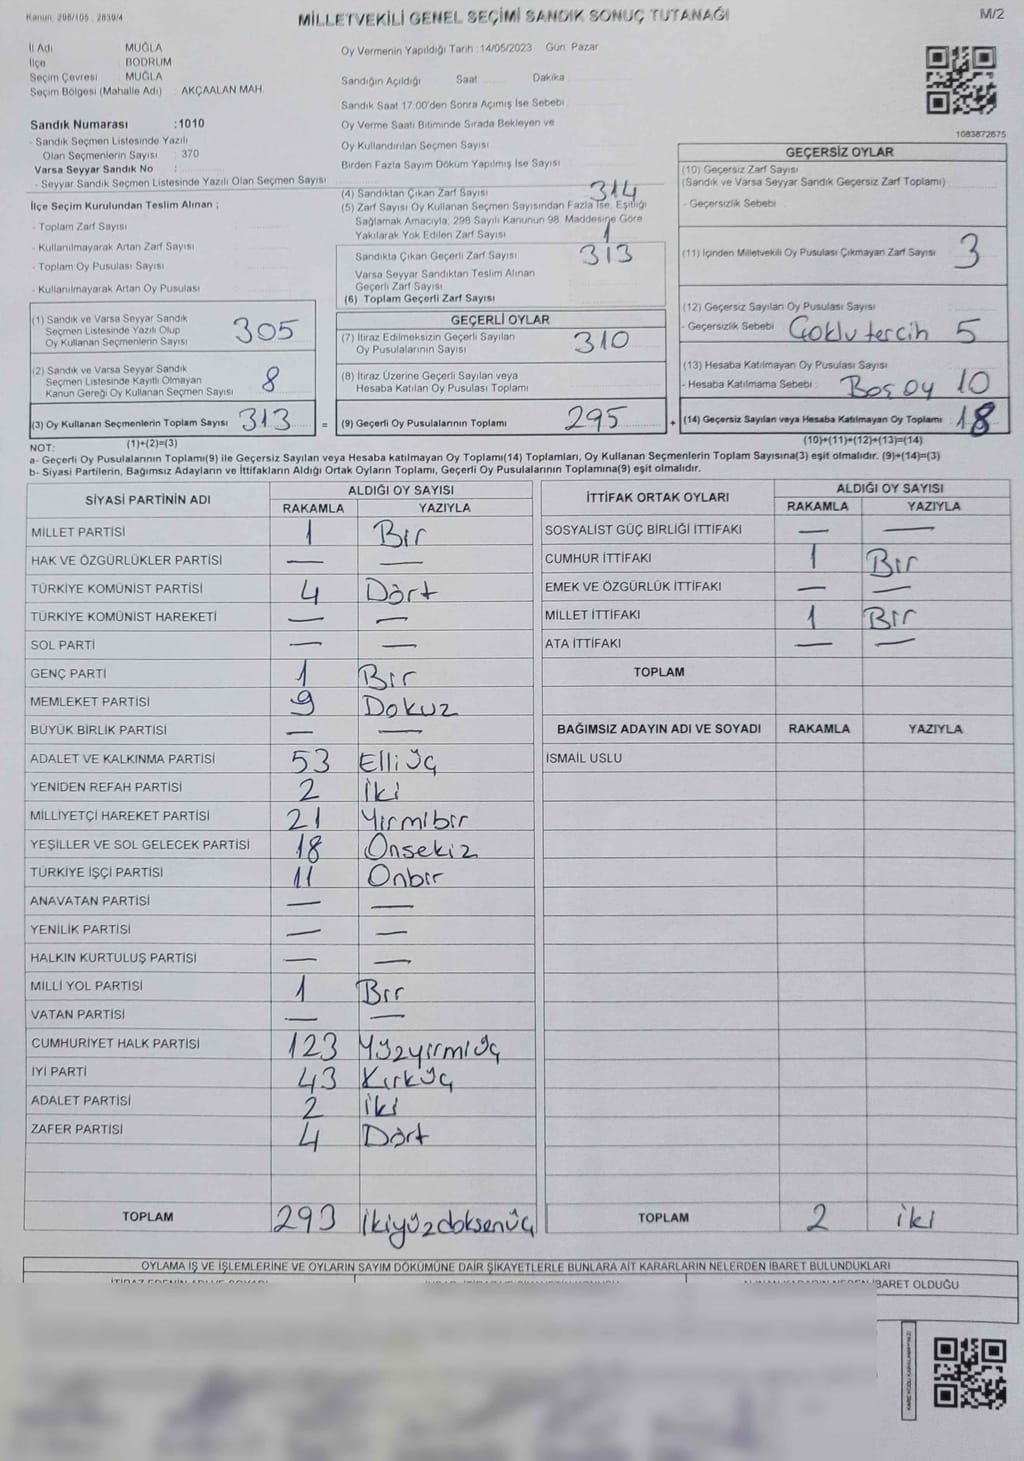 Kanun: 298/105 , 2839/4
MİLLETVEKİLİ GENEL SEÇİMİ SANDIK SONUÇ TUTANAĞI
M/2
İl Adı MUĞLA
İlçe BODRUM
Seçim Çevresi : MUĞLA
Seçim Bölgesi (Mahalle Adı) : AKÇAALAN MAH.
Sandık Numarası :1010
- Sandık Seçmen Listesinde Yazılı
Olan Seçmenlerin Sayısı : 370
Varsa Seyyar Sandık No :
- Seyyar Sandık Seçmen Listesinde Yazılı Olan Seçmen Sayısı
İlçe Seçim Kurulundan Teslim Alınan ;
- Toplam Zarf Sayısı
- Kullanılmayarak Artan Zarf Sayısı
- Toplam Oy Pusulası Sayısı
- Kullanılmayarak Artan Oy Pusulası
Oy Vermenin Yapıldığı Tarih : 14/05/2023 Gün: Pazar
Sandığın Açıldığı Saat Dakika
Sandık Saat 17:00'den Sonra Açımış İse Sebebi
Oy Verme Saati Bitiminde Sırada Bekleyen ve
Oy Kullandırılan Seçmen Sayısı
Birden Fazla Sayım Döküm Yapılmış İse Sayısı
(4) Sandıktan Çıkan Zarf Sayısı 314
(5) Zarf Sayısı Oy Kullanan Seçmen Sayısından Fazla İse, Eşitliği
Sağlamak Amacıyla, 298 Sayılı Kanunun 98. Maddesine Göre
Yakılarak Yok Edilen Zarf Sayısı 1
Sandıkta Çıkan Geçerli Zarf Sayısı 313
Varsa Seyyar Sandıktan Teslim Alınan
Geçerli Zarf Sayısı
(6) Toplam Geçerli Zarf Sayısı
1083872675
GEÇERSİZ OYLAR
(10) Geçersiz Zarf Sayısı
(Sandık ve Varsa Seyyar Sandık Geçersiz Zarf Toplamı)
- Geçersizlik Sebebi
(11) İçinden Milletvekili Oy Pusulası Çıkmayan Zarf Sayısı 3
(12) Geçersiz Sayılan Oy Pusulası Sayısı
- Geçersizlik Sebebi Çoklu tercih 5
(13) Hesaba Katılmayan Oy Pusulası Sayısı
- Hesaba Katılmama Sebebi : Boş oy 10
(14) Geçersiz Sayılan veya Hesaba Katılmayan Oy Toplamı 18
(10)+(11)+(12)+(13)=(14)
(1) Sandık ve Varsa Seyyar Sandık
Seçmen Listesinde Yazılı Olup
Oy Kullanan Seçmenlerin Sayısı 305
(2) Sandık ve Varsa Seyyar Sandık
Seçmen Listesinde Kayıtlı Olmayan
Kanun Gereği Oy Kullanan Seçmen Sayısı 8
(3) Oy Kullanan Seçmenlerin Toplam Sayısı 313 =
(1)+(2)=(3)
GEÇERLİ OYLAR
(7) İtiraz Edilmeksizin Geçerli Sayılan
Oy Pusulalarının Sayısı 310
(8) İtiraz Üzerine Geçerli Sayılan veya
Hesaba Katılan Oy Pusulası Toplamı
(9) Geçerli Oy Pusulalarının Toplamı 295 +
NOT:
a- Geçerli Oy Pusulalarının Toplamı(9) ile Geçersiz Sayılan veya Hesaba katılmayan Oy Toplamı(14) Toplamları, Oy Kullanan Seçmenlerin Toplam Sayısına(3) eşit olmalıdır. (9)+(14)=(3)
b- Siyasi Partilerin, Bağımsız Adayların ve İttifakların Aldığı Ortak Oyların Toplamı, Geçerli Oy Pusulalarının Toplamına(9) eşit olmalıdır.
SİYASİ PARTİNİN ADI ALDIĞI OY SAYISI
RAKAMLA YAZIYLA
MİLLET PARTİSİ 1 Bir
HAK VE ÖZGÜRLÜKLER PARTİSİ — —
TÜRKİYE KOMÜNİST PARTİSİ 4 Dört
TÜRKİYE KOMÜNİST HAREKETİ — —
SOL PARTİ — —
GENÇ PARTİ 1 Bir
MEMLEKET PARTİSİ 9 Dokuz
BÜYÜK BİRLİK PARTİSİ — —
ADALET VE KALKINMA PARTİSİ 53 Elli üç
YENİDEN REFAH PARTİSİ 2 İki
MİLLİYETÇİ HAREKET PARTİSİ 21 Yirmibir
YEŞİLLER VE SOL GELECEK PARTİSİ 18 Onsekiz
TÜRKİYE İŞÇİ PARTİSİ 11 Onbir
ANAVATAN PARTİSİ — —
YENİLİK PARTİSİ — —
HALKIN KURTULUŞ PARTİSİ — —
MİLLİ YOL PARTİSİ 1 Bir
VATAN PARTİSİ — —
CUMHURİYET HALK PARTİSİ 123 Yüzyirmiüç
İYİ PARTİ 43 Kırküç
ADALET PARTİSİ 2 İki
ZAFER PARTİSİ 4 Dört
TOPLAM 293 İkiyüzdoksanüç
İTTİFAK ORTAK OYLARI ALDIĞI OY SAYISI
RAKAMLA YAZIYLA
SOSYALİST GÜÇ BİRLİĞİ İTTİFAKI — —
CUMHUR İTTİFAKI 1 Bir
EMEK VE ÖZGÜRLÜK İTTİFAKI — —
MİLLET İTTİFAKI 1 Bir
ATA İTTİFAKI — —
TOPLAM
BAĞIMSIZ ADAYIN ADI VE SOYADI RAKAMLA YAZIYLA
İSMAİL USLU
TOPLAM 2 iki
OYLAMA İŞ VE İŞLEMLERİNE VE OYLARIN SAYIM DÖKÜMÜNE DAİR ŞİKAYETLERLE BUNLARA AİT KARARLARIN NELERDEN İBARET BULUNDUKLARI
İBARET OLDUĞU